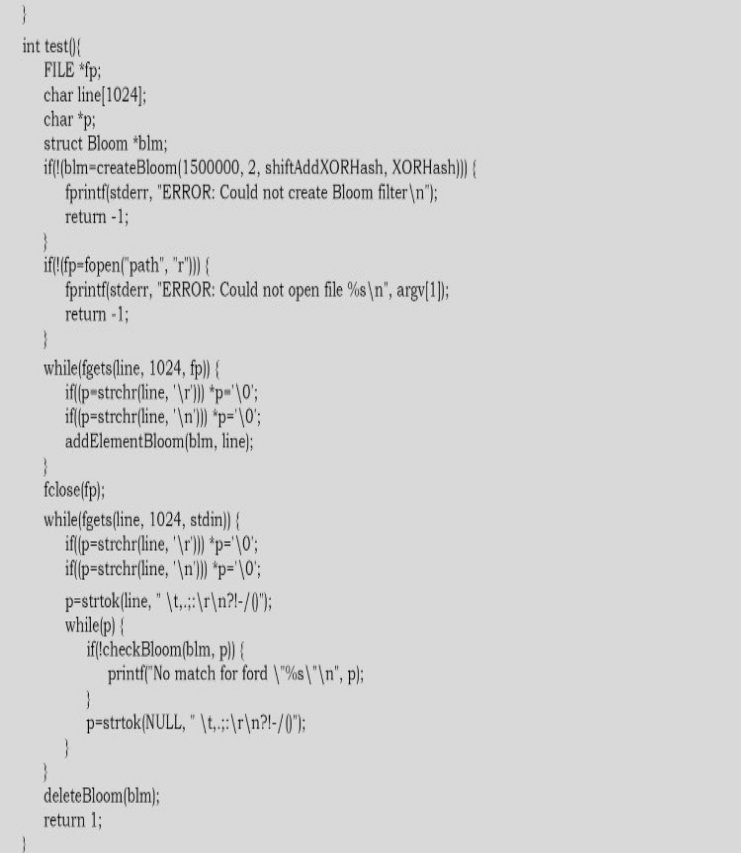 }
int test(){
FILE *fp;
char line[1024];
char *p;
struct Bloom *blm;
if(!(blm=createBloom(1500000, 2, shiftAddXORHash, XORHash))) {
fprintf(stderr, "ERROR: Could not create Bloom filter\n");
return -1;
}
if(!(fp=fopen("path", "r"))) {
fprintf(stderr, "ERROR: Could not open file %s\n", argv[1]);
return -1;
}
while(fgets(line, 1024, fp)) {
if((p=strchr(line, '\r'))) *p='\0';
if((p=strchr(line, '\n'))) *p='\0';
addElementBloom(blm, line);
}
fclose(fp);
while(fgets(line, 1024, stdin)) {
if((p=strchr(line, '\r'))) *p='\0';
if((p=strchr(line, '\n'))) *p='\0';
p=strtok(line, " \t,.;:\r\n?!-/()");
while(p) {
if(!checkBloom(blm, p)) {
printf("No match for ford \"%s\"\n", p);
}
p=strtok(NULL, " \t,.;:\r\n?!-/()");
}
}
deleteBloom(blm);
return 1;
}